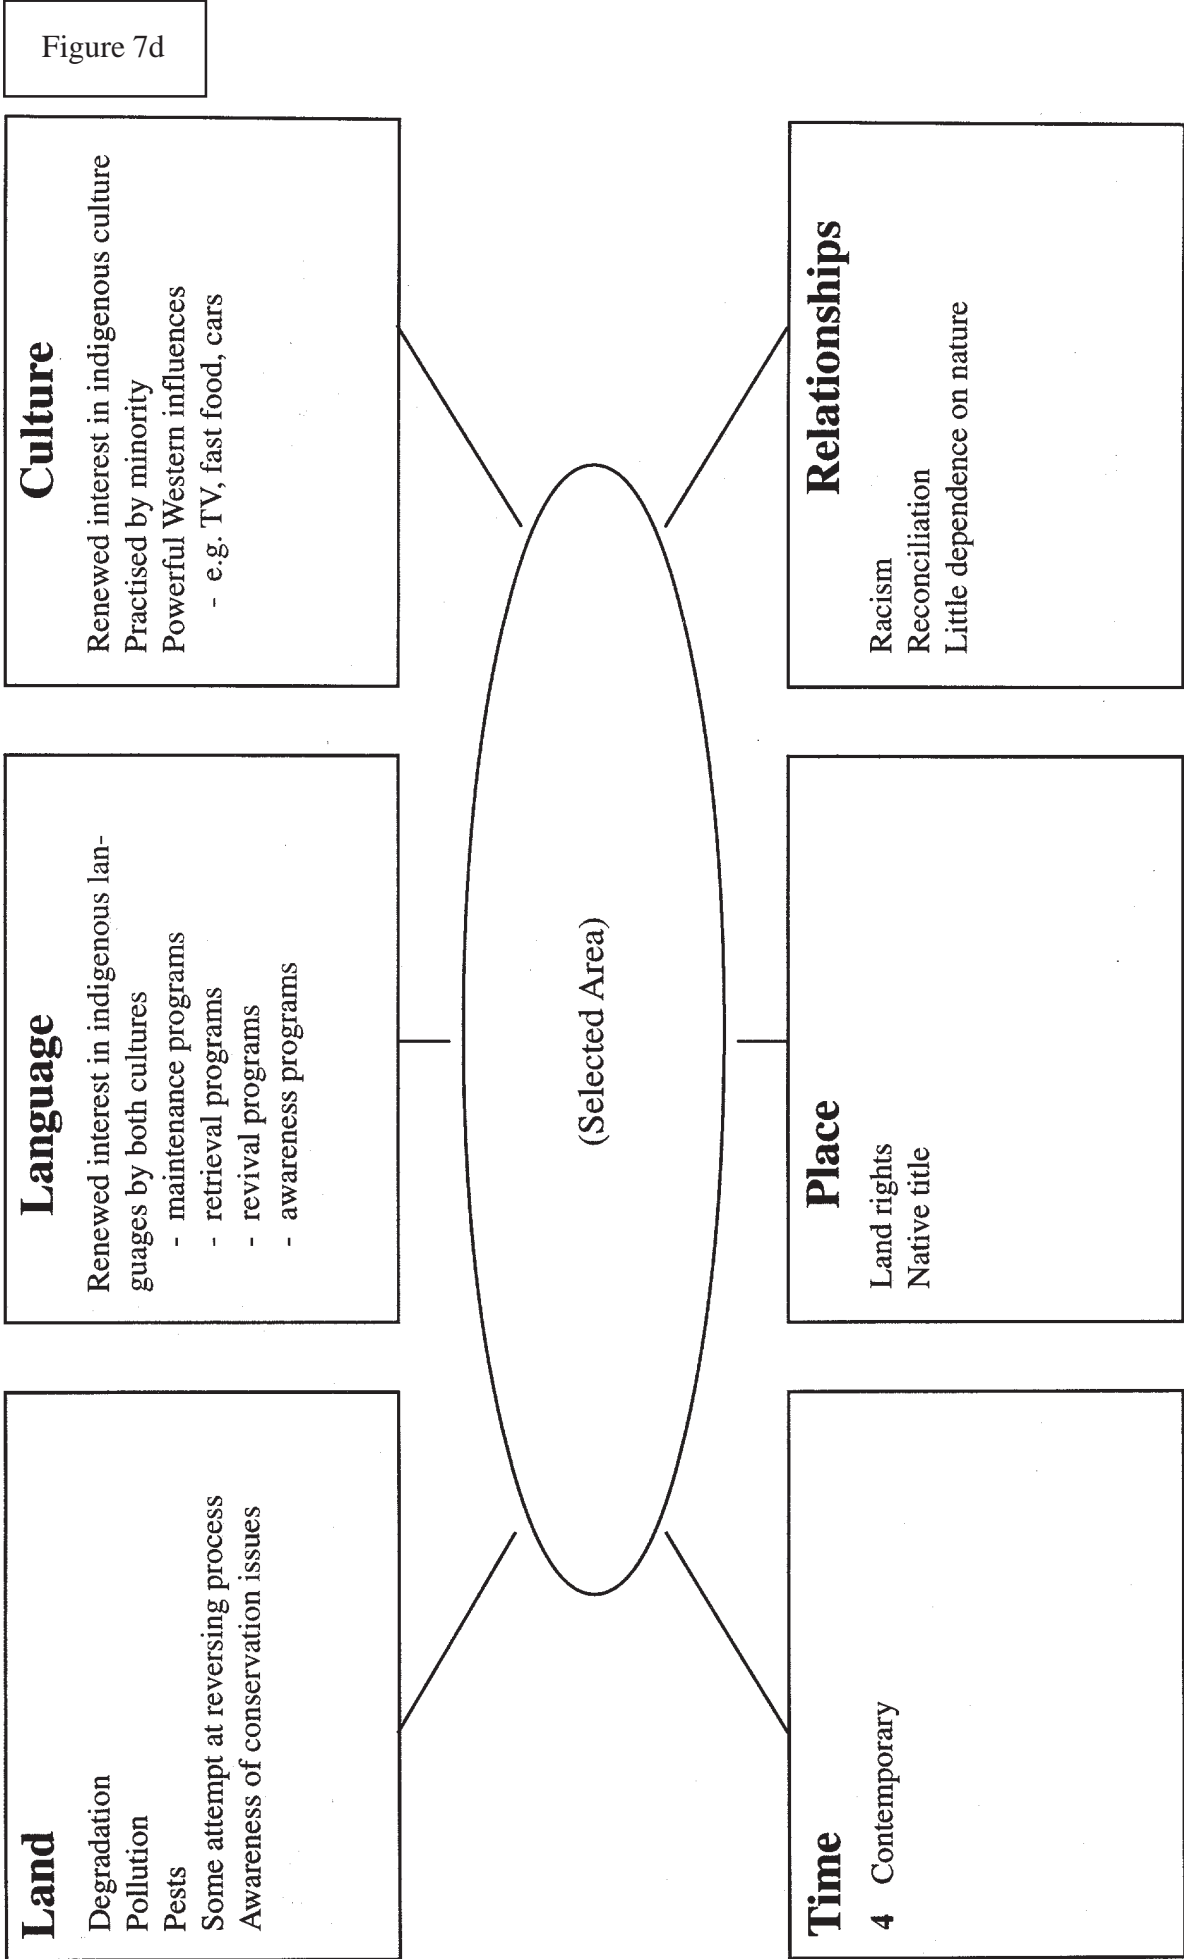 Figure 7d
Land
Degradation
Pollution
Pests
Some attempt at reversing process
Awareness of conservation issues
Language
Renewed interest in indigenous lan-
guages by both cultures
- maintenance programs
- retrieval programs
- revival programs
- awareness programs
Culture
Renewed interest in indigenous culture
Practised by minority
Powerful Western influences
- e.g. TV, fast food, cars
(Selected Area)
Time
4 Contemporary
Place
Land rights
Native title
Relationships
Racism
Reconciliation
Little dependence on nature